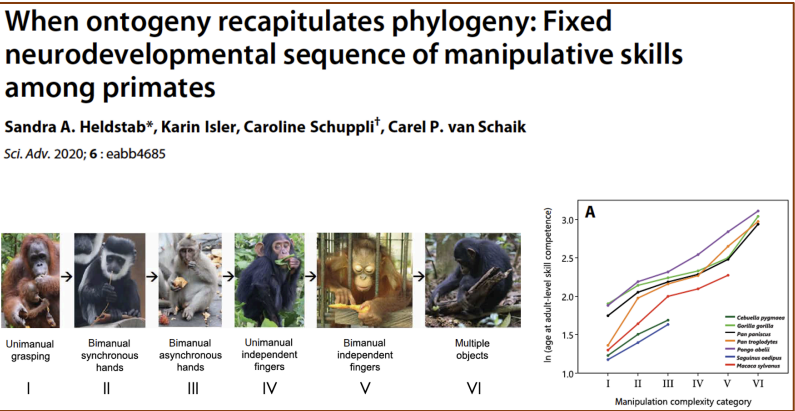 When ontogeny recapitulates phylogeny: Fixed
neurodevelopmental sequence of manipulative skills
among primates
Sandra A. Heldstab*, Karin Isler, Caroline Schuppli†, Carel P. van Schaik
Sci. Adv. 2020; 6 : eabb4685
Unimanual
grasping
I
Bimanual
synchronous
hands
II
Bimanual
asynchronous
hands
III
Unimanual
independent
fingers
IV
Bimanual
independent
fingers
V
Multiple
objects
VI
A
ln (age at adult-level skill competence)
3.0
2.5
2.0
1.5
1.0
Cebuella pygmaea
Gorilla gorilla
Pan paniscus
Pan troglodytes
Pongo abelii
Saguinus oedipus
Macaca sylvanus
I II III IV V VI
Manipulation complexity category